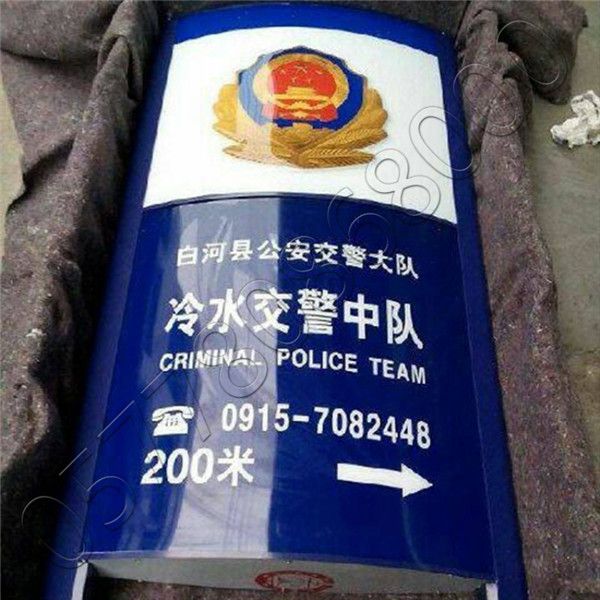 白河县公安交警大队
冷水交警中队
CRIMINAL POLICE TEAM
☎ 0915-7082448
200米 →